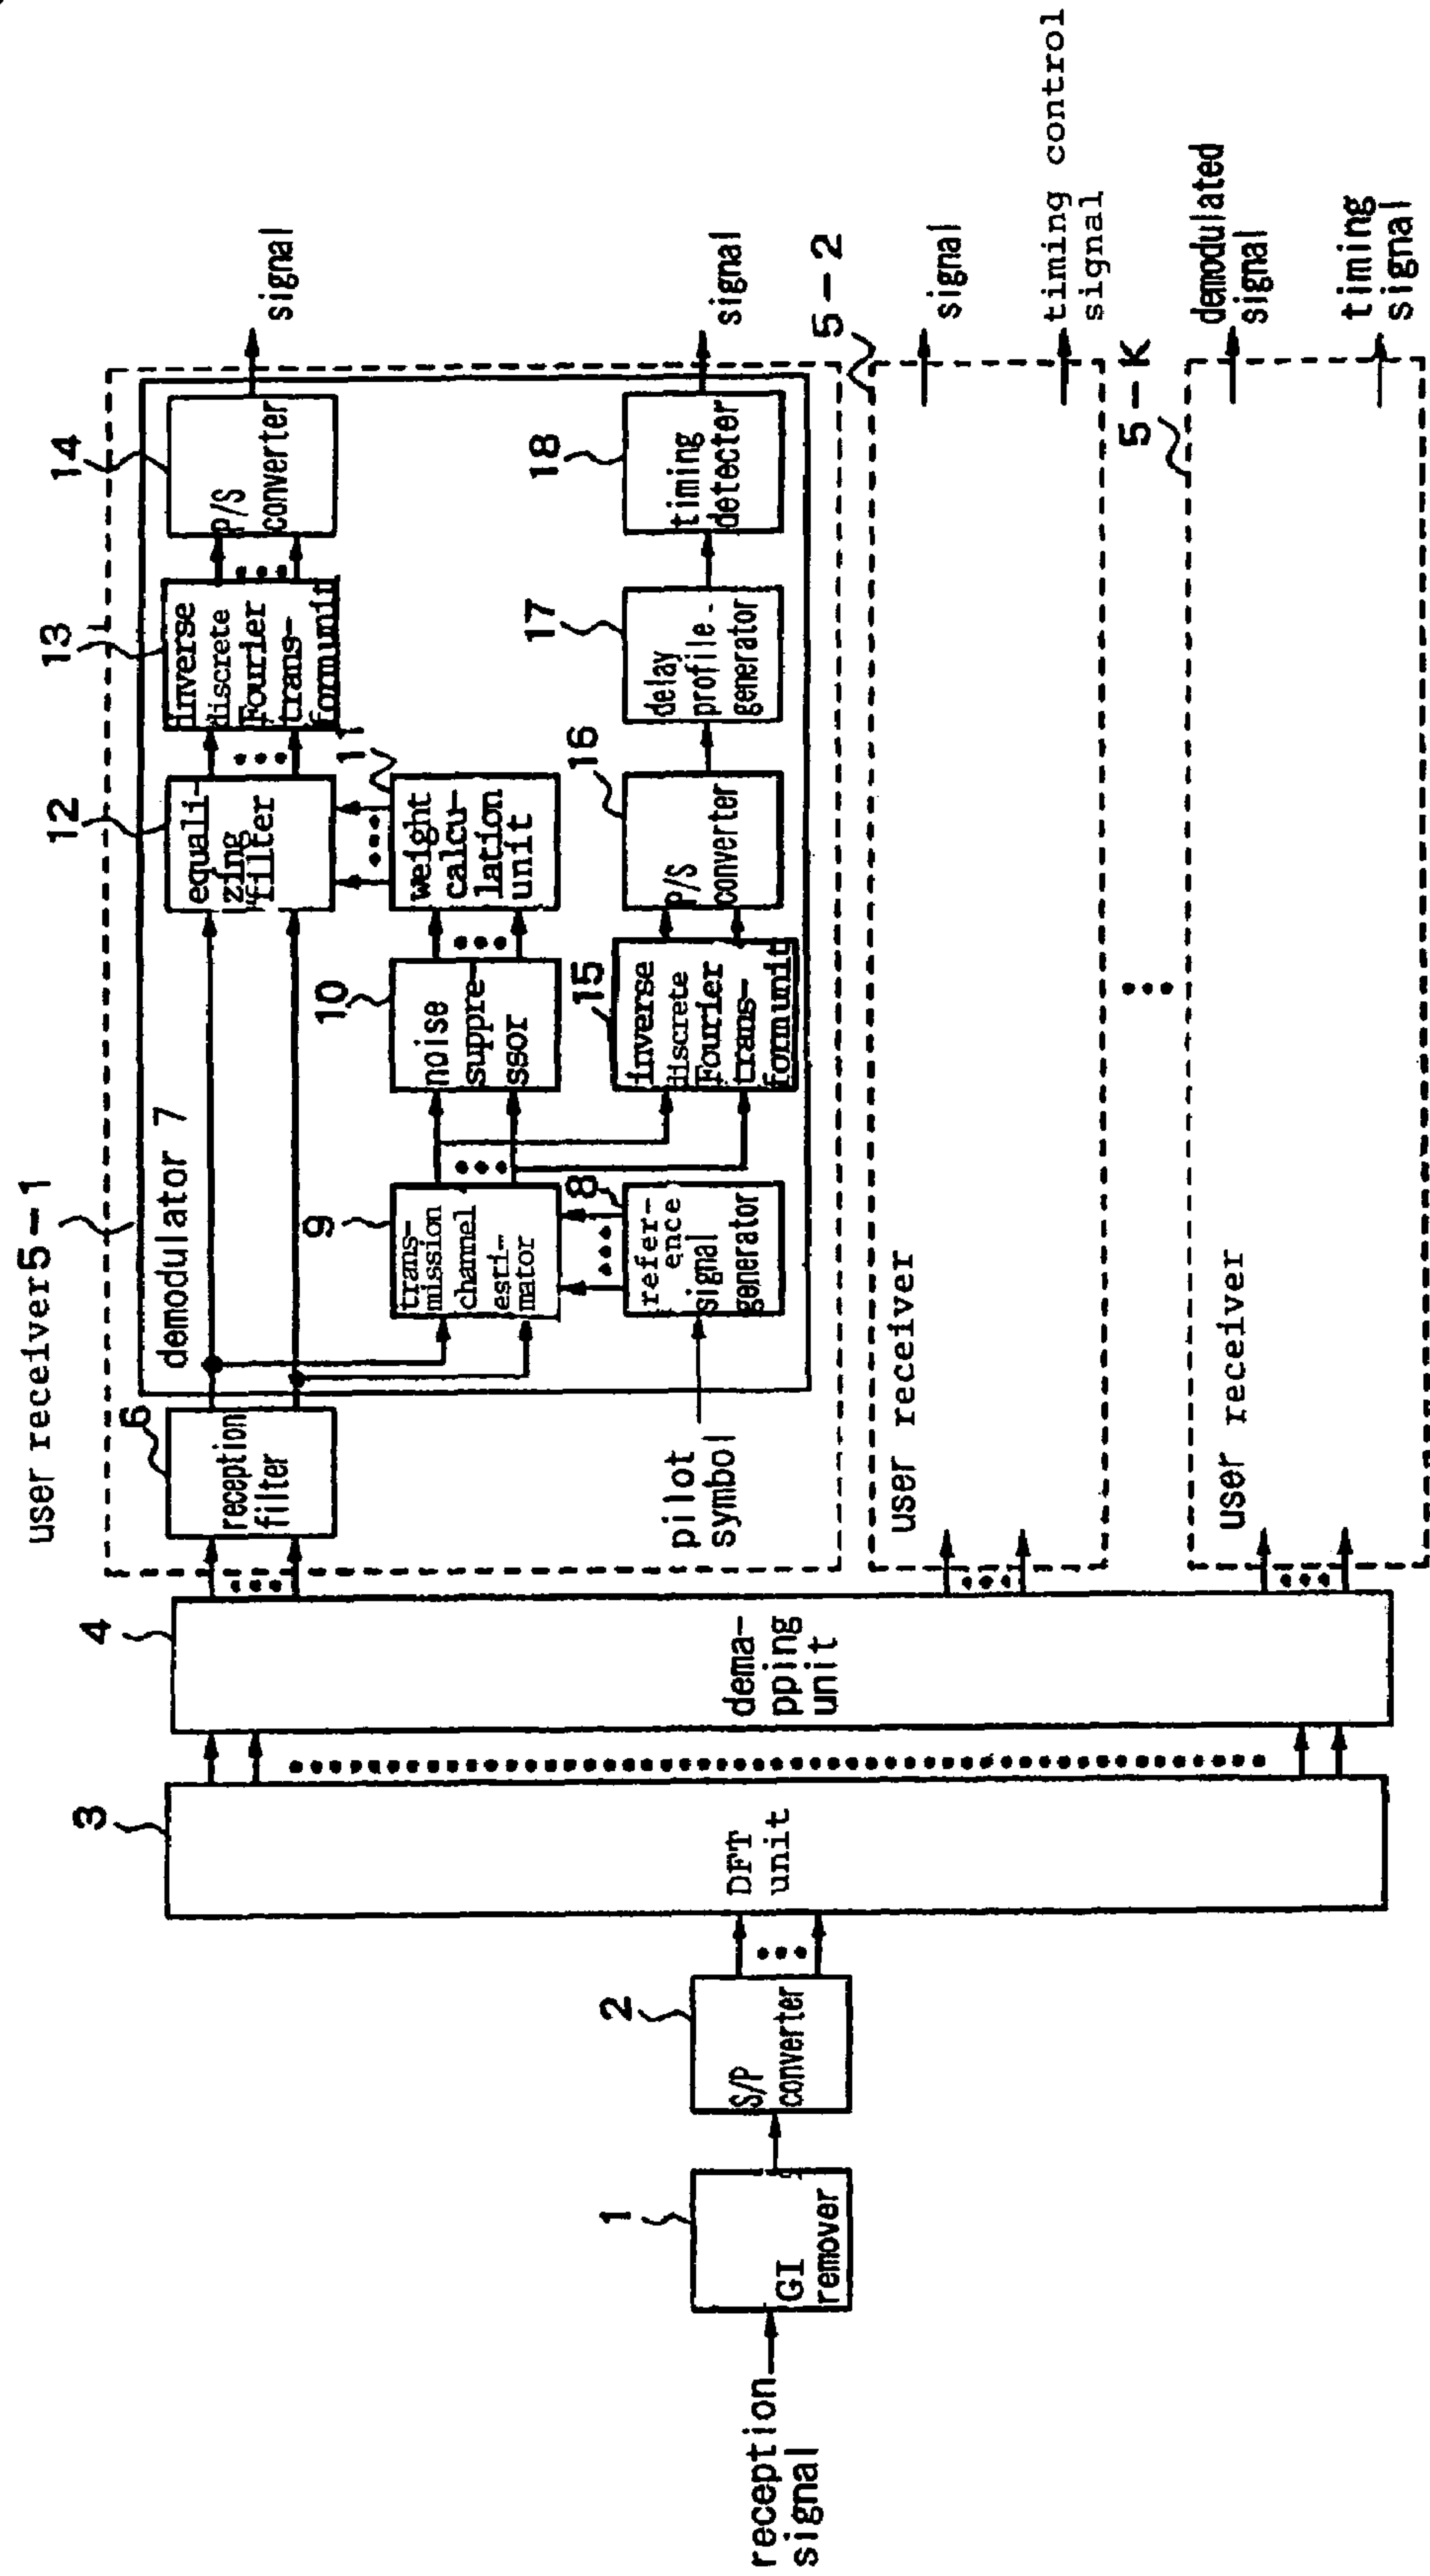 reception
signal
1
GI
remover
2
S/P
converter
3
DFT
unit
4
dema-
pping
unit
user receiver 5-1
6
reception
filter
demodulator 7
pilot
symbol
8
refer-
ence
signal
generator
9
trans-
mission
channel
esti-
mator
10
noise
suppre-
ssor
11
weight
calcu-
lation
unit
12
equali-
zing
filter
13
inverse
discrete
Fourier
trans-
formunit
14
P/S
converter
signal
15
inverse
discrete
Fourier
trans-
formunit
16
P/S
converter
17
delay
profile
generator
18
timing
detecter
signal
5-2
user receiver
signal
timing control
signal
5-K
user receiver
demodulated
signal
timing
signal